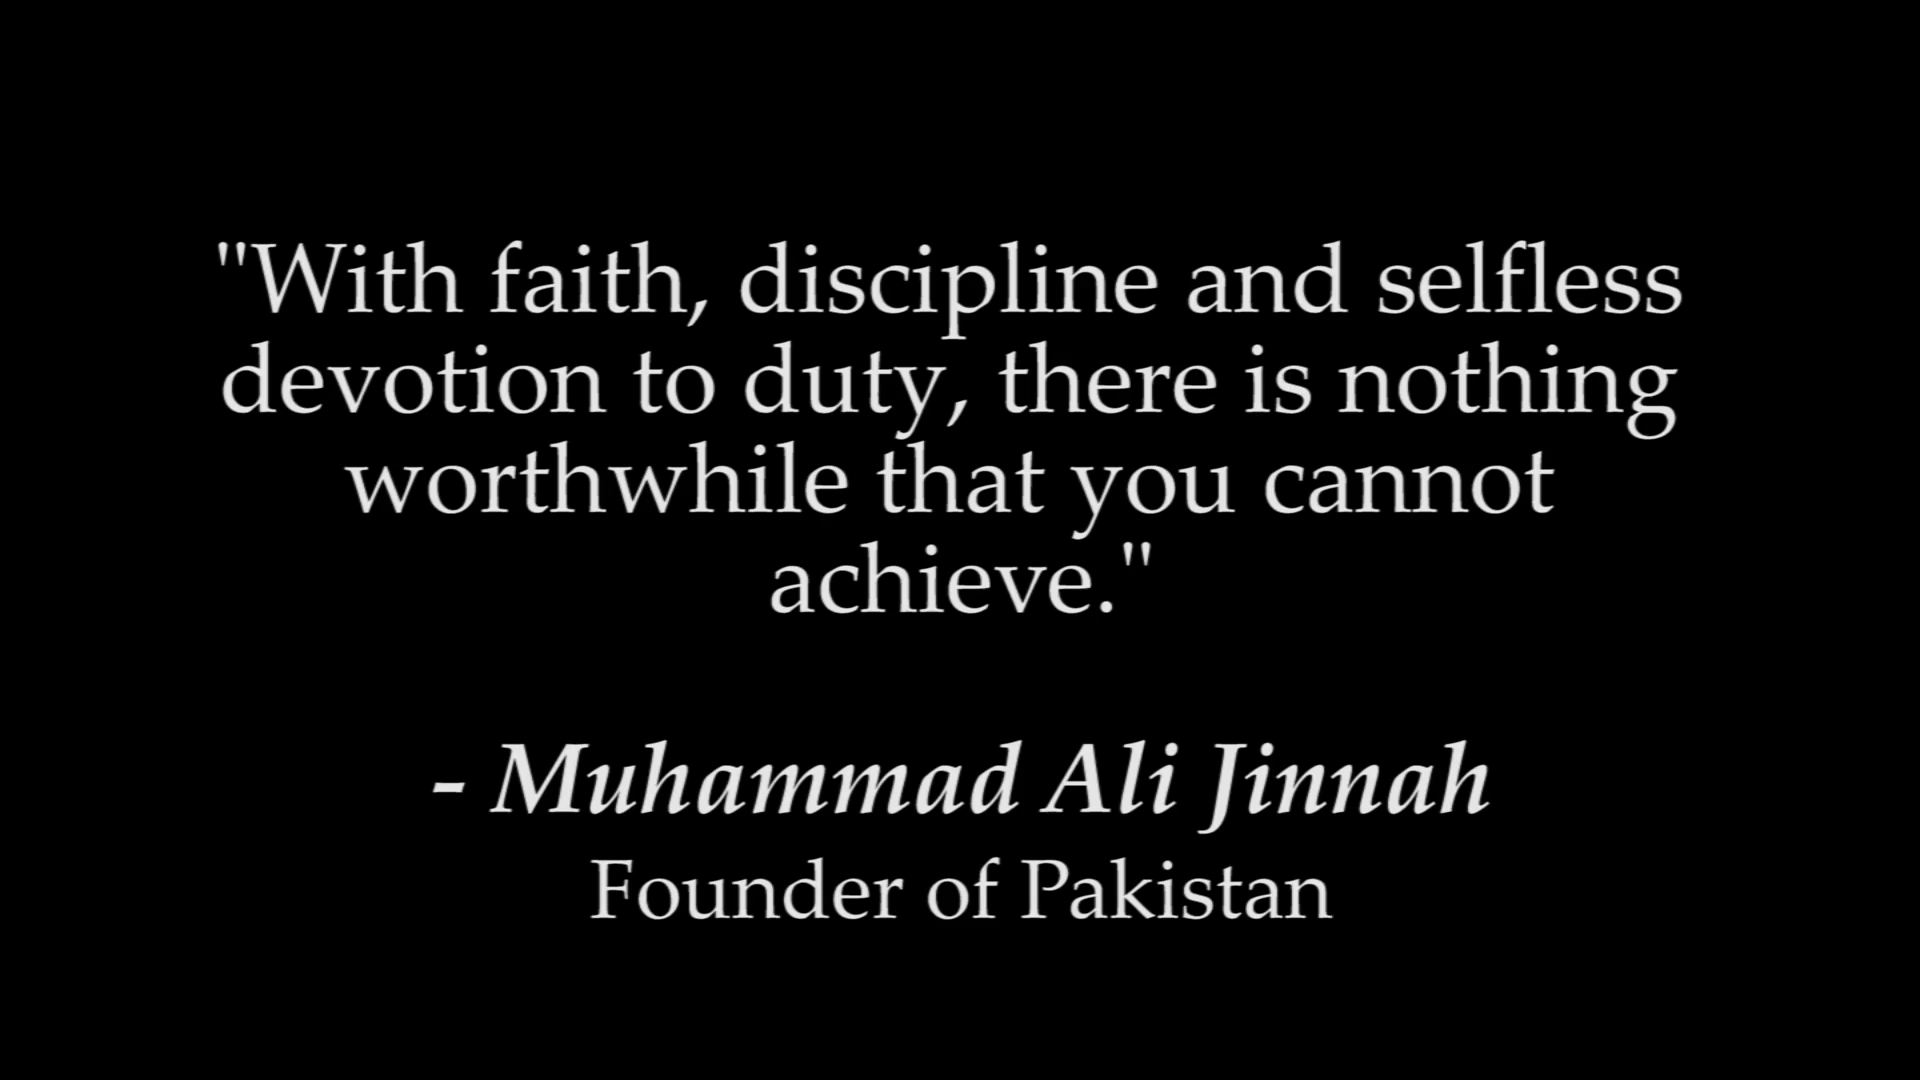 "With faith, discipline and selfless
devotion to duty, there is nothing
worthwhile that you cannot
achieve."
- Muhammad Ali Jinnah
Founder of Pakistan